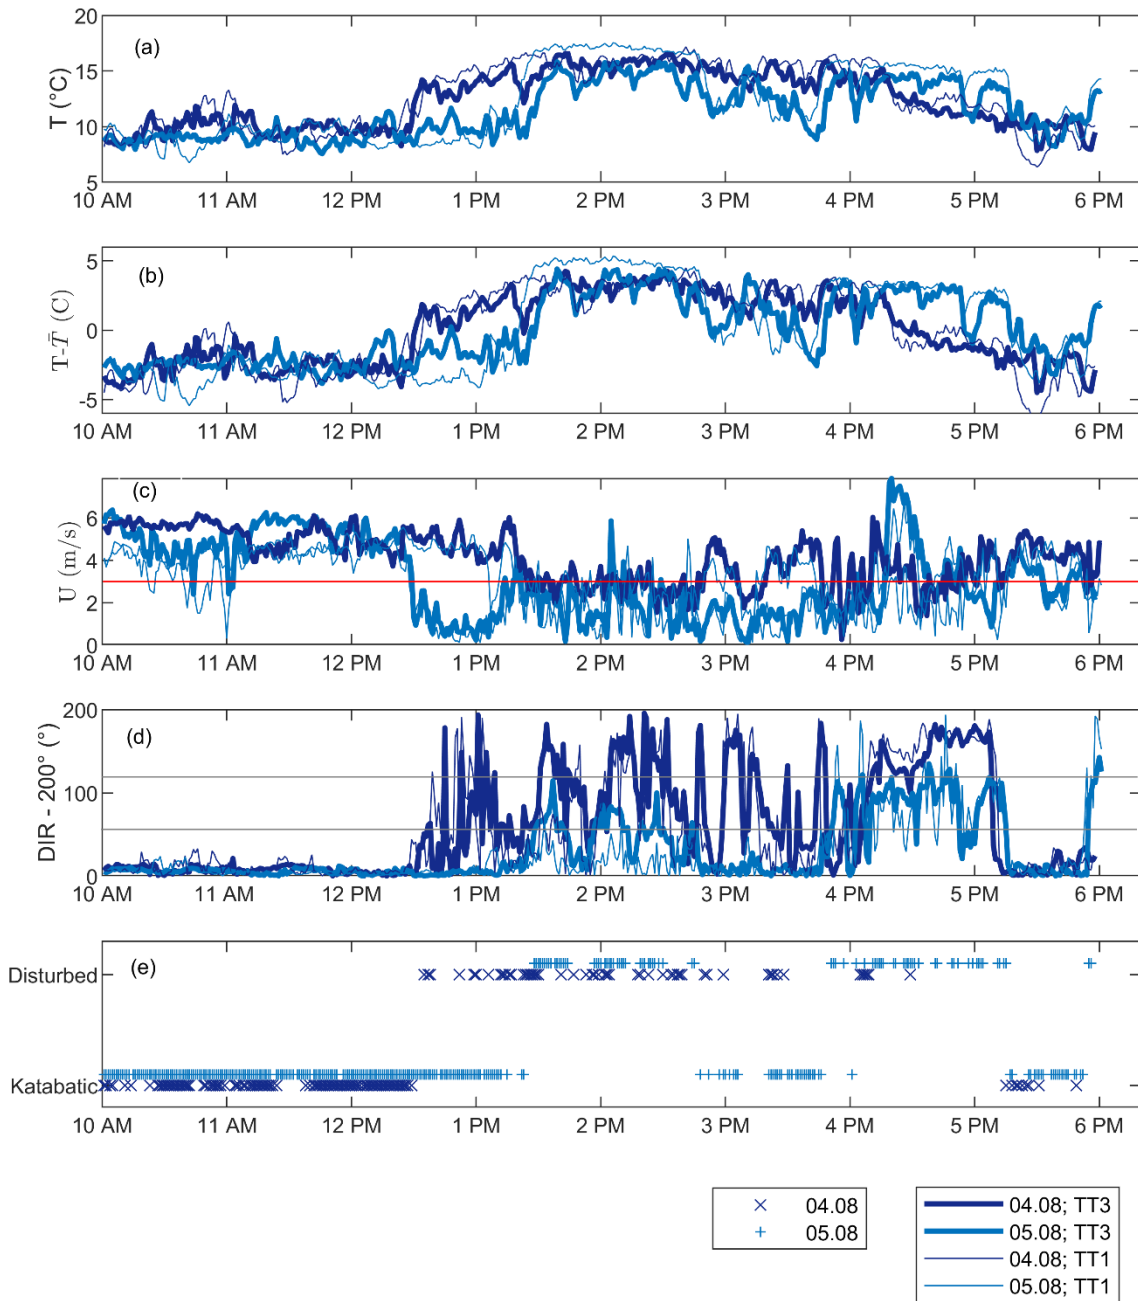 (a)
T (°C)
20
15
10
5
10 AM 11 AM 12 PM 1 PM 2 PM 3 PM 4 PM 5 PM 6 PM
(b)
T-T̄ (C)
5
0
-5
10 AM 11 AM 12 PM 1 PM 2 PM 3 PM 4 PM 5 PM 6 PM
(c)
U (m/s)
6
4
2
0
10 AM 11 AM 12 PM 1 PM 2 PM 3 PM 4 PM 5 PM 6 PM
(d)
DIR - 200° (°)
200
100
0
10 AM 11 AM 12 PM 1 PM 2 PM 3 PM 4 PM 5 PM 6 PM
(e)
Disturbed
Katabatic
10 AM 11 AM 12 PM 1 PM 2 PM 3 PM 4 PM 5 PM 6 PM
04.08
05.08
04.08; TT3
05.08; TT3
04.08; TT1
05.08; TT1